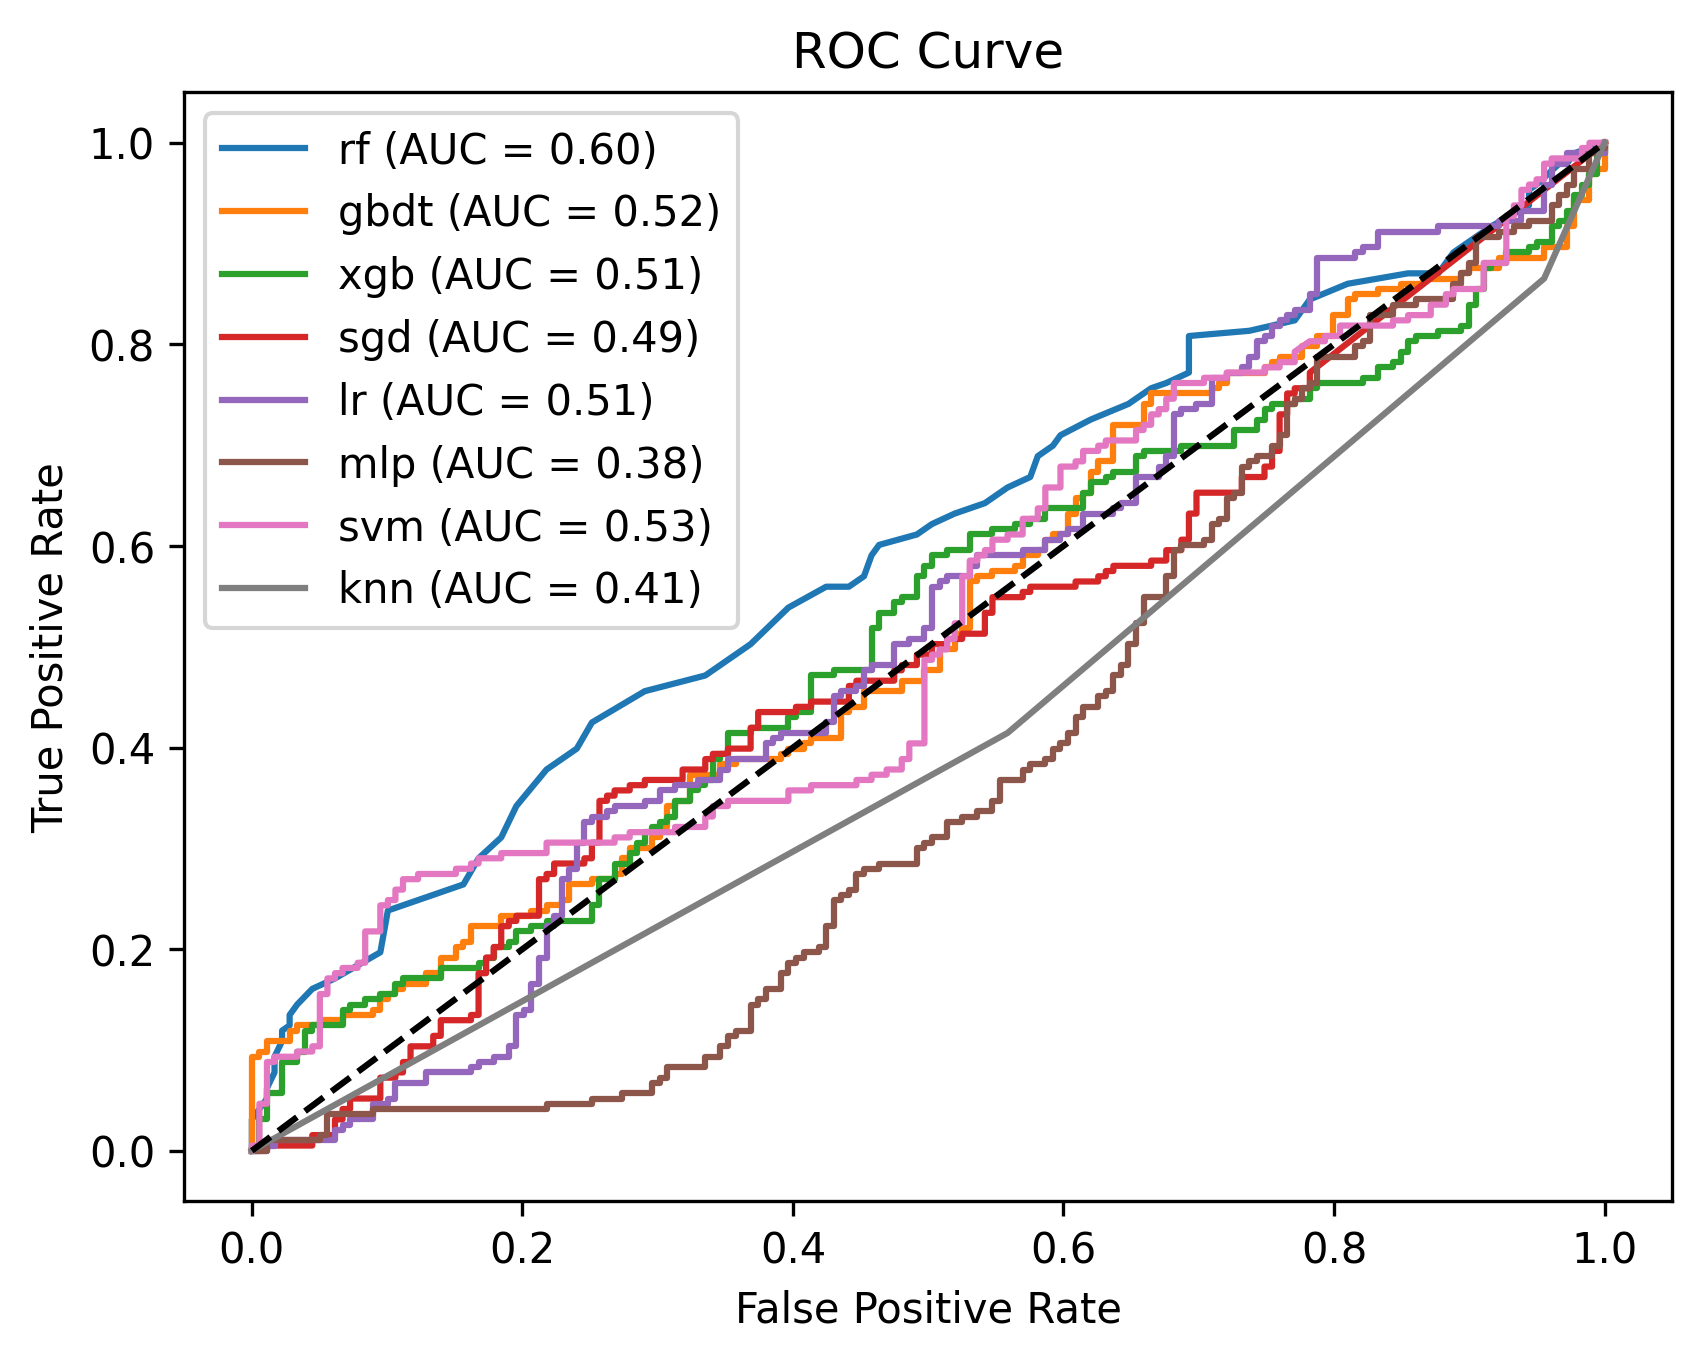 ROC Curve
rf (AUC = 0.60)
gbdt (AUC = 0.52)
xgb (AUC = 0.51)
sgd (AUC = 0.49)
lr (AUC = 0.51)
mlp (AUC = 0.38)
svm (AUC = 0.53)
knn (AUC = 0.41)
True Positive Rate
1.0
0.8
0.6
0.4
0.2
0.0
0.0 0.2 0.4 0.6 0.8 1.0
False Positive Rate